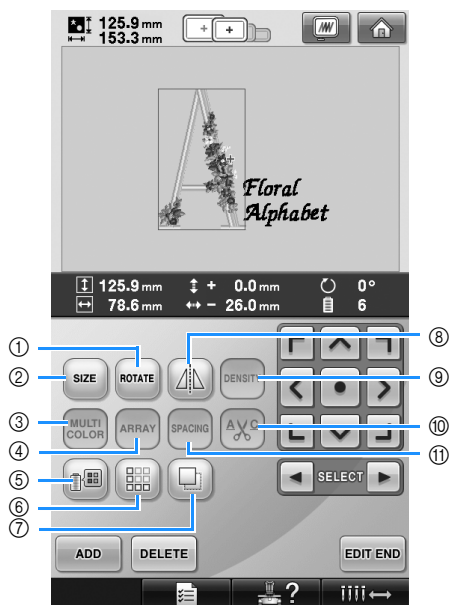 125.9 mm
153.3 mm
Floral
Alphabet
125.9 mm + 0.0 mm 0°
78.6 mm - 26.0 mm 6
① ⑧
② SIZE ROTATE DENSITY ⑨
③ MULTI COLOR ARRAY SPACING A Q ⑩
④ ⑪
⑤ SELECT
⑥
⑦
ADD DELETE EDIT END
?